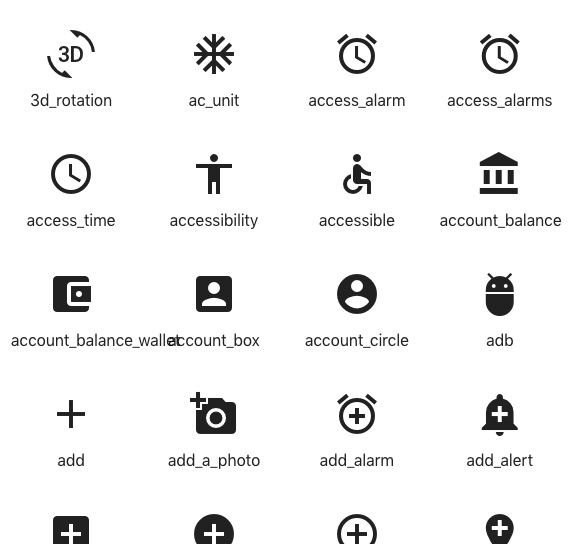 3D
3d_rotation ac_unit access_alarm access_alarms
access_time accessibility accessible account_balance
account_balance_wallet account_box account_circle adb
add add_a_photo add_alarm add_alert